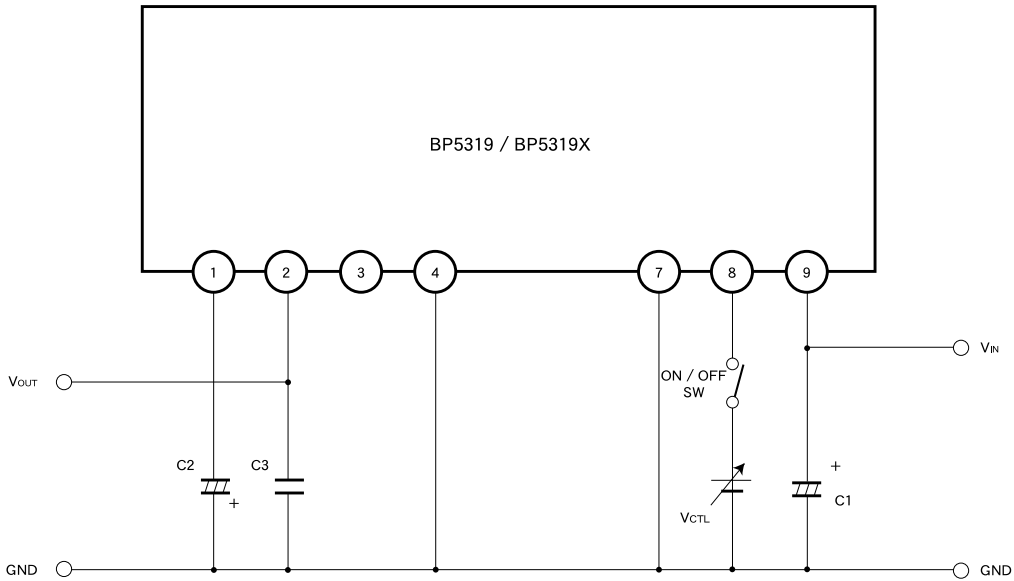 BP5319 / BP5319X
1 2 3 4 7 8 9
VIN
VOUT
ON / OFF
SW
C2 C3
+
+
C1
VCTL
GND
GND